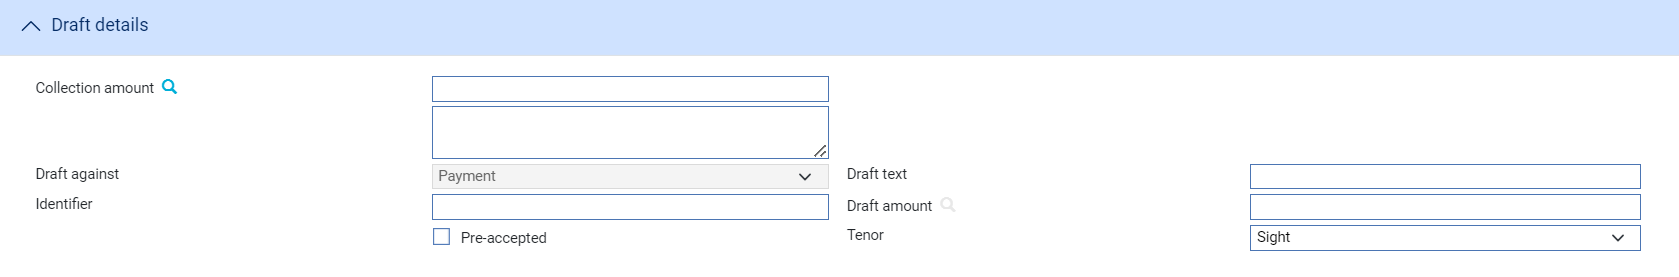 Draft details
Collection amount
Draft against
Payment
Draft text
Identifier
Draft amount
Pre-accepted
Tenor
Sight